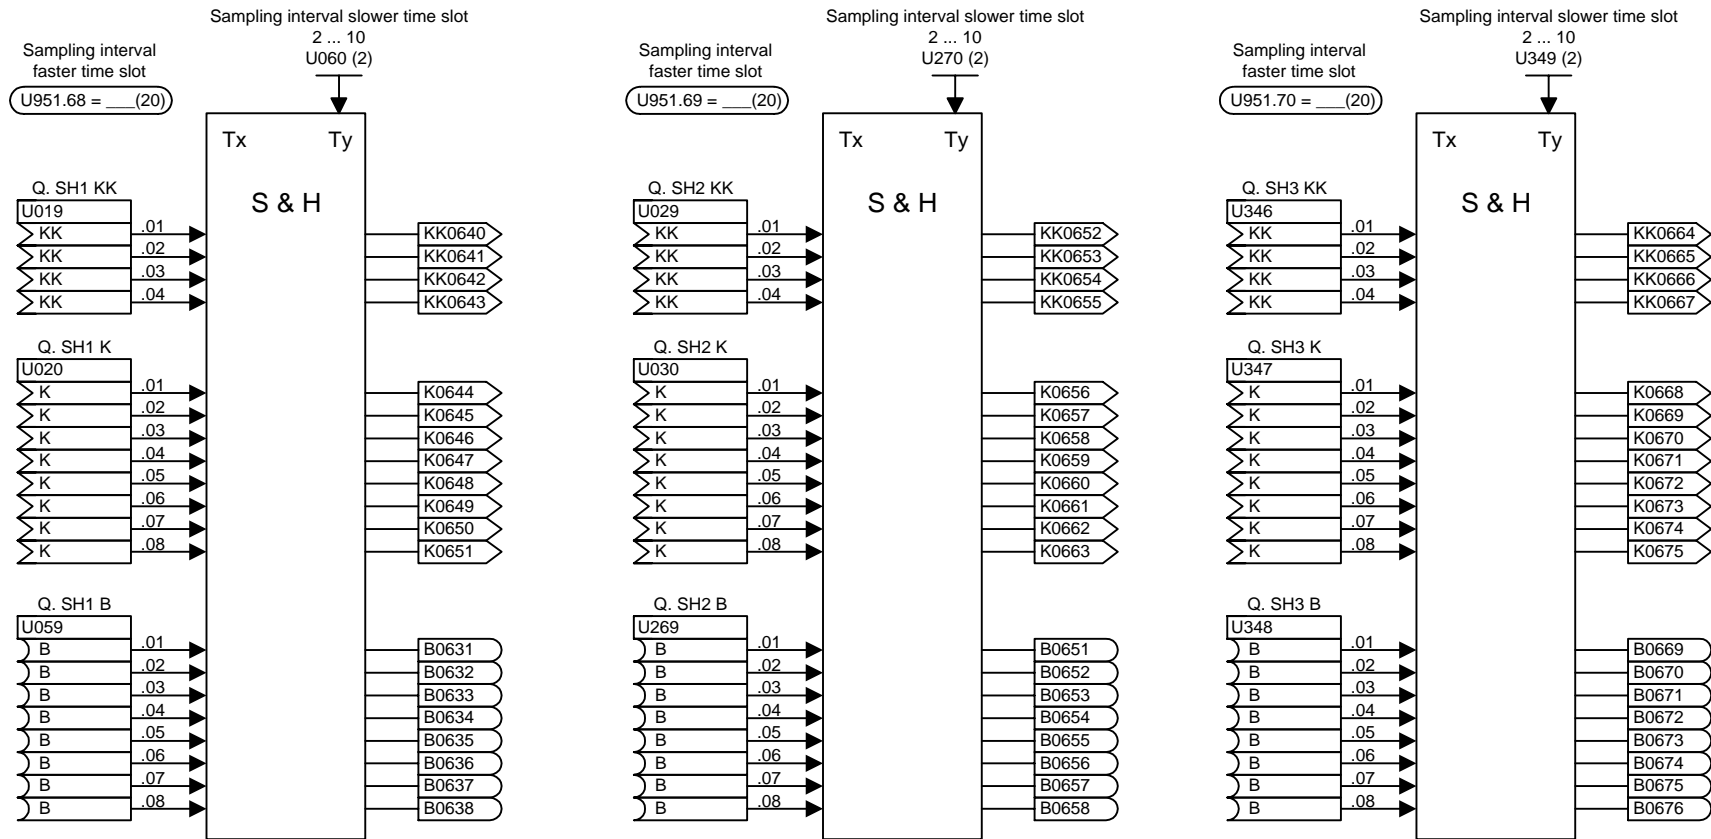 Sampling interval slower time slot
2 ... 10
U060 (2)
Sampling interval
faster time slot
U951.68 = ___(20)
Tx Ty
S & H
Q. SH1 KK
U019
KK .01 KK0640
KK .02 KK0641
KK .03 KK0642
KK .04 KK0643
Q. SH1 K
U020
K .01 K0644
K .02 K0645
K .03 K0646
K .04 K0647
K .05 K0648
K .06 K0649
K .07 K0650
K .08 K0651
Q. SH1 B
U059
B .01 B0631
B .02 B0632
B .03 B0633
B .04 B0634
B .05 B0635
B .06 B0636
B .07 B0637
B .08 B0638
Sampling interval slower time slot
2 ... 10
U270 (2)
Sampling interval
faster time slot
U951.69 = ___(20)
Tx Ty
S & H
Q. SH2 KK
U029
KK .01 KK0652
KK .02 KK0653
KK .03 KK0654
KK .04 KK0655
Q. SH2 K
U030
K .01 K0656
K .02 K0657
K .03 K0658
K .04 K0659
K .05 K0660
K .06 K0661
K .07 K0662
K .08 K0663
Q. SH2 B
U269
B .01 B0651
B .02 B0652
B .03 B0653
B .04 B0654
B .05 B0655
B .06 B0656
B .07 B0657
B .08 B0658
Sampling interval slower time slot
2 ... 10
U349 (2)
Sampling interval
faster time slot
U951.70 = ___(20)
Tx Ty
S & H
Q. SH3 KK
U346
KK .01 KK0664
KK .02 KK0665
KK .03 KK0666
KK .04 KK0667
Q. SH3 K
U347
K .01 K0668
K .02 K0669
K .03 K0670
K .04 K0671
K .05 K0672
K .06 K0673
K .07 K0674
K .08 K0675
Q. SH3 B
U348
B .01 B0669
B .02 B0670
B .03 B0671
B .04 B0672
B .05 B0673
B .06 B0674
B .07 B0675
B .08 B0676